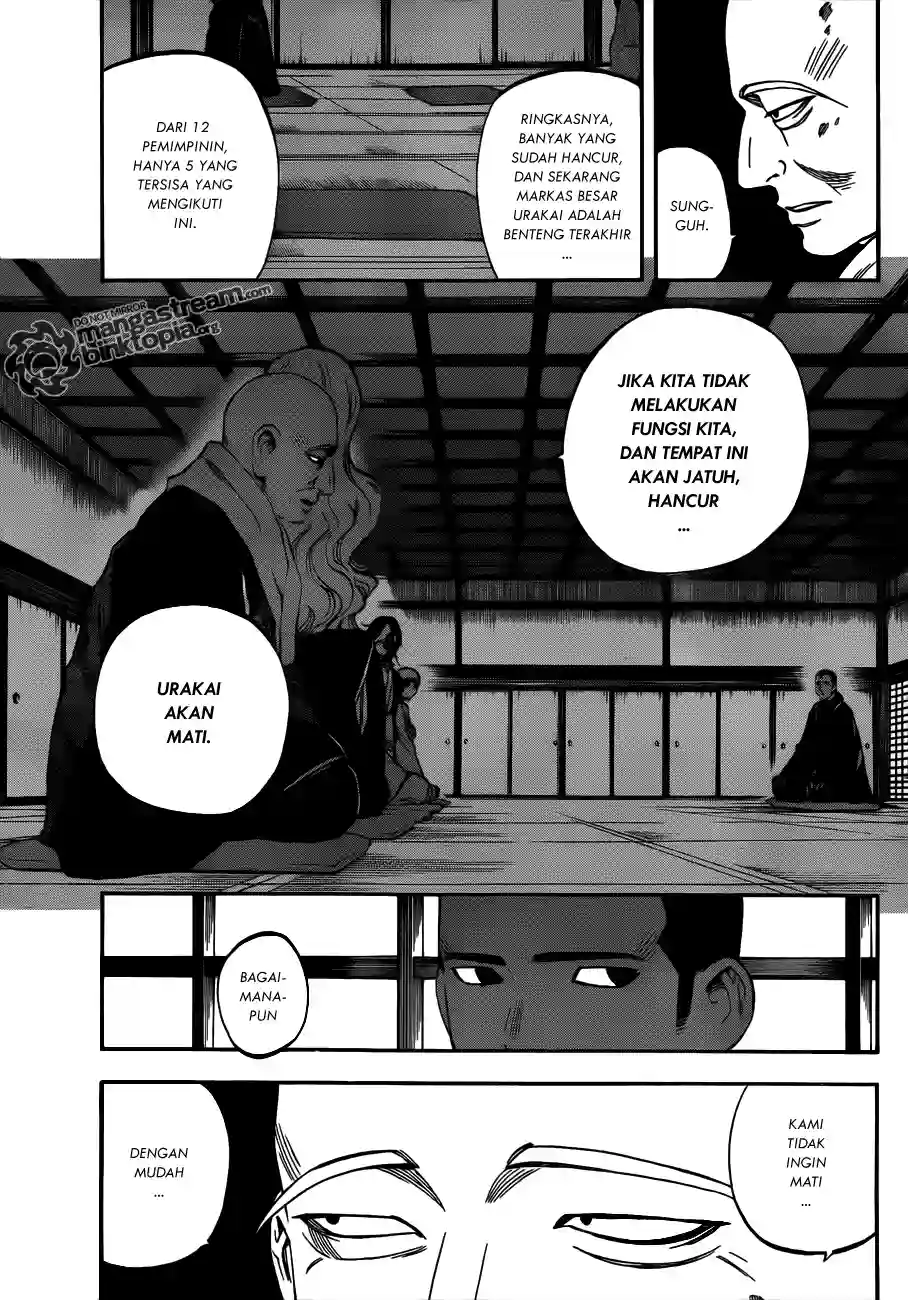 SUNG-
GUH.
RINGKASNYA,
BANYAK YANG
SUDAH HANCUR,
DAN SEKARANG
MARKAS BESAR
URAKAI ADALAH
BENTENG TERAKHIR
...
DARI 12
PEMIMPININ,
HANYA 5 YANG
TERSISA YANG
MENGIKUTI
INI.
DO NOT MIRROR
mangastream.com
binktopia.org
JIKA KITA TIDAK
MELAKUKAN
FUNGSI KITA,
DAN TEMPAT INI
AKAN JATUH,
HANCUR
...
URAKAI
AKAN
MATI.
BAGAI-
MANA-
PUN
KAMI
TIDAK
INGIN
MATI
...
DENGAN
MUDAH
...